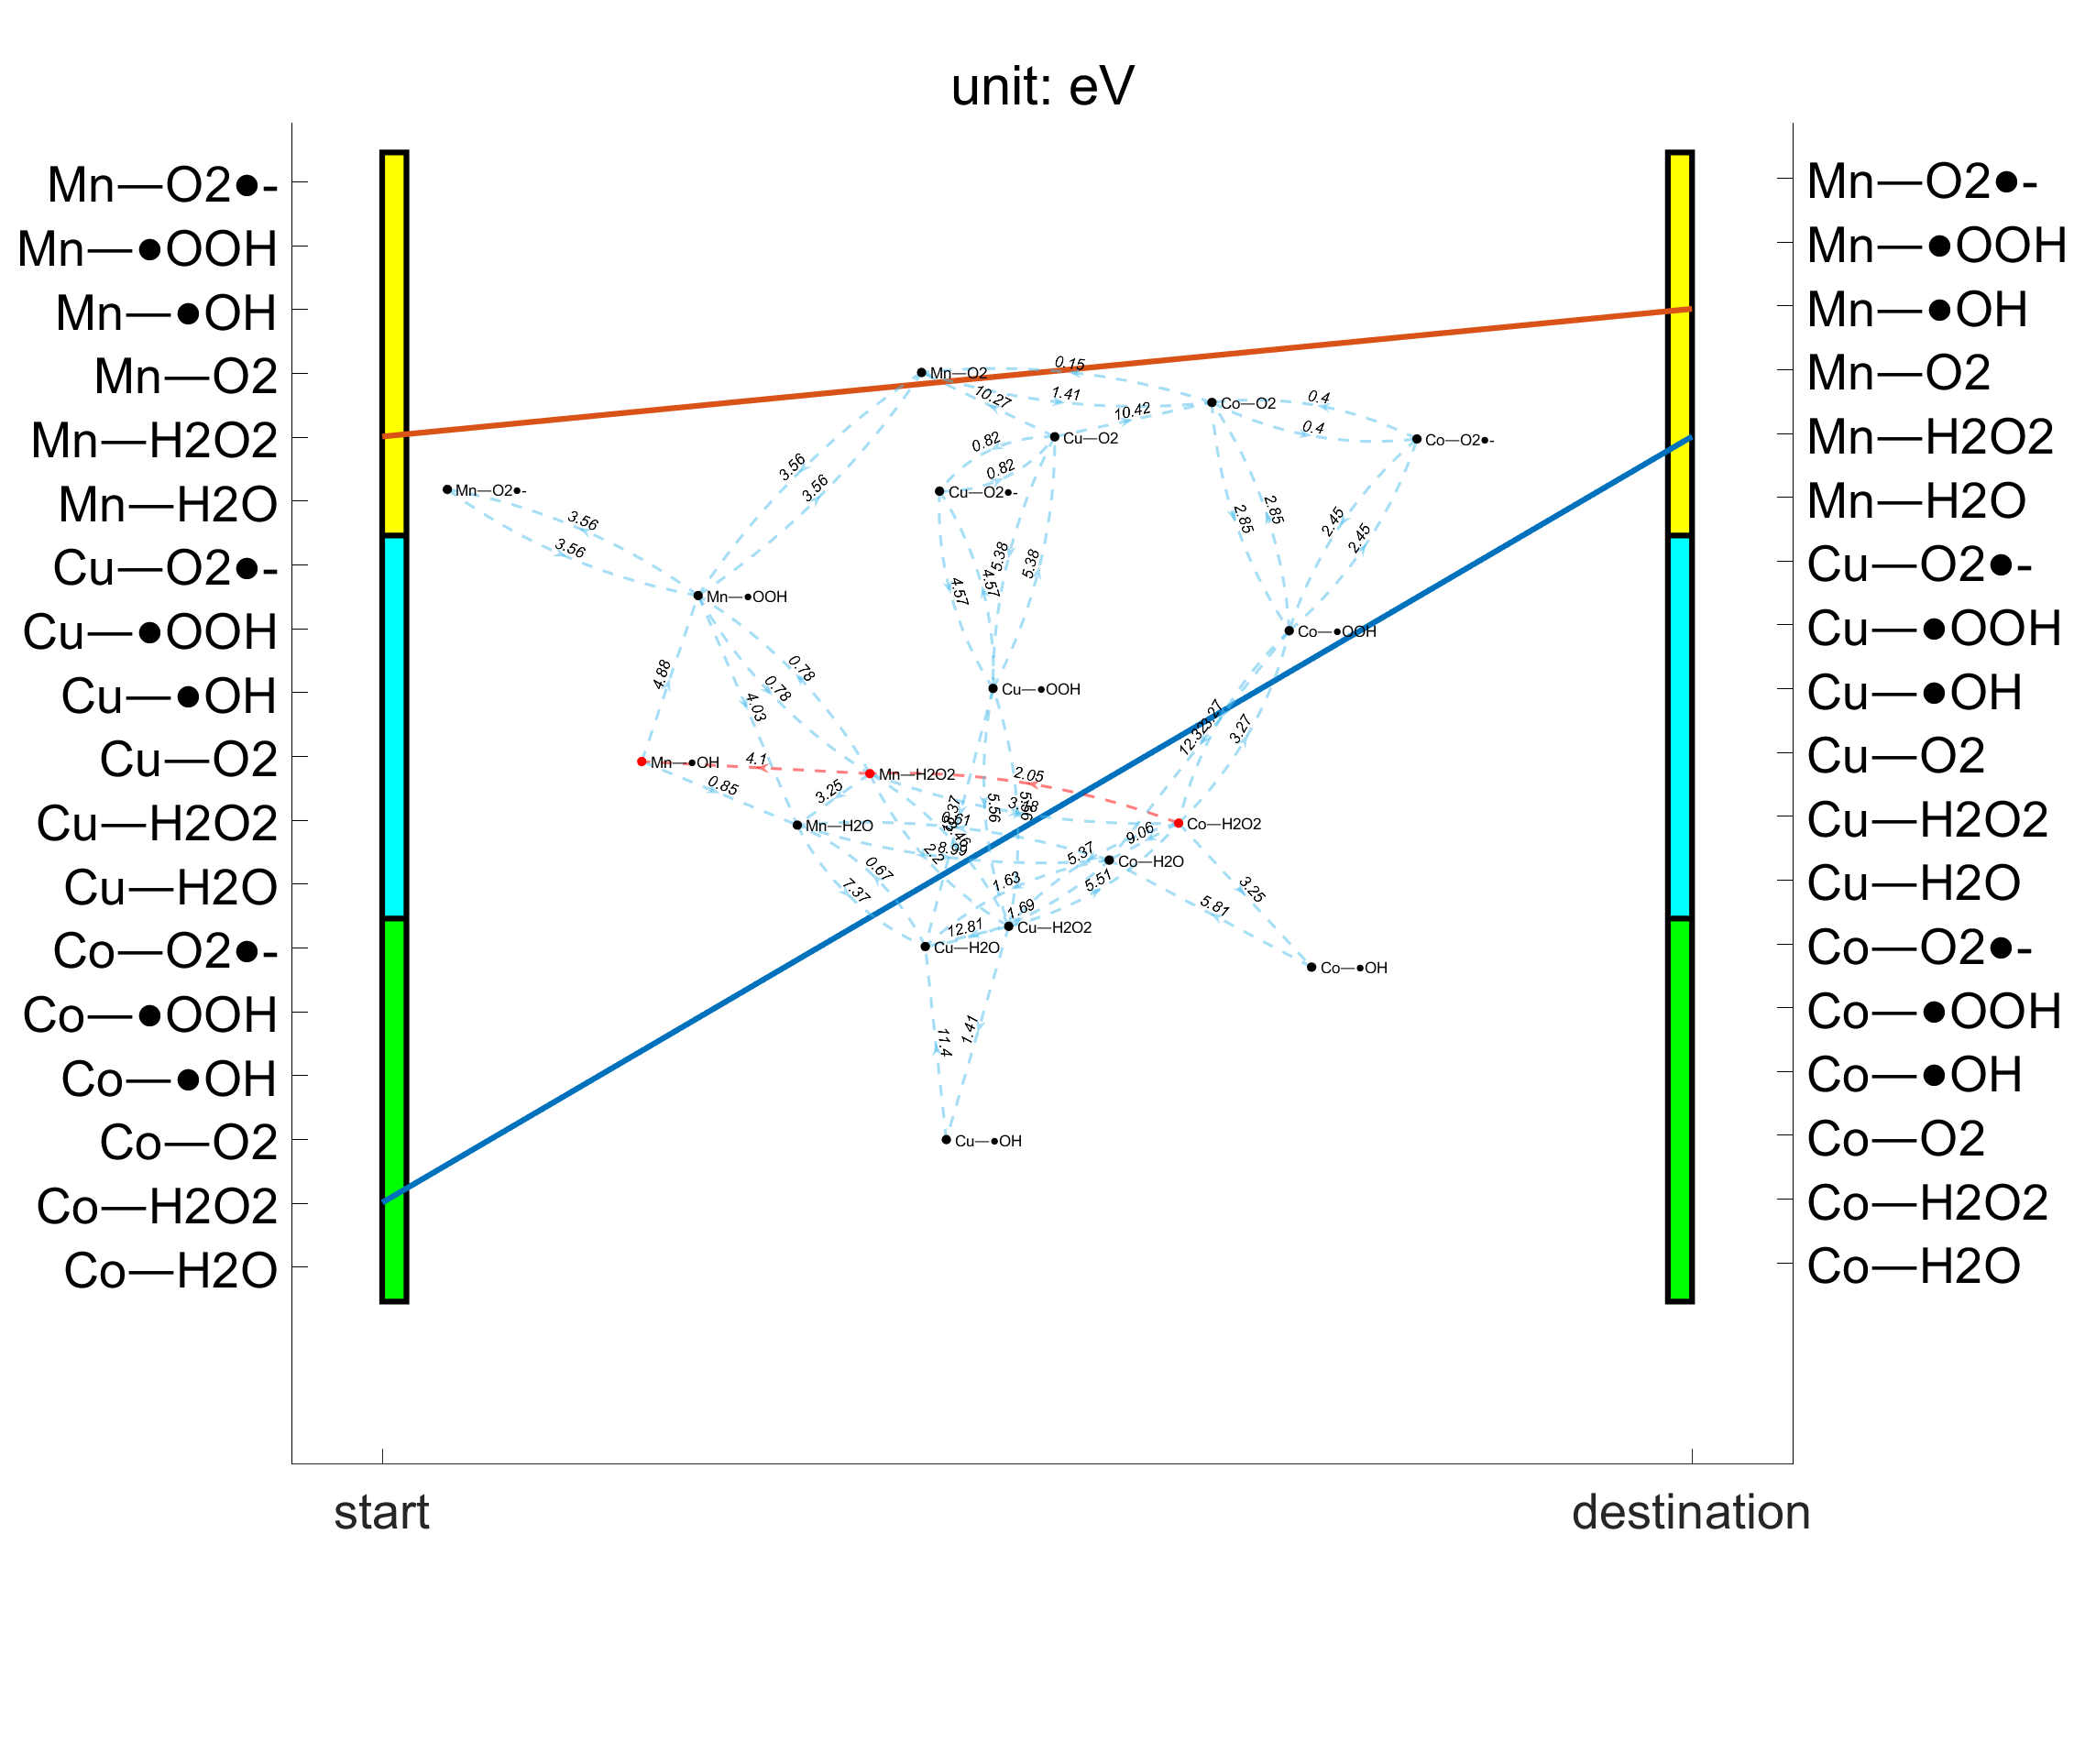 unit: eV
Mn—O2●-
Mn—●OOH
Mn—●OH
Mn—O2
Mn—H2O2
Mn—H2O
Cu—O2●-
Cu—●OOH
Cu—●OH
Cu—O2
Cu—H2O2
Cu—H2O
Co—O2●-
Co—●OOH
Co—●OH
Co—O2
Co—H2O2
Co—H2O
Mn—O2
0.15
10.27
1.41
10.42
Co—O2
0.4
0.4
Co—O2●-
Cu—O2
0.82
0.82
Cu—O2●-
3.56
3.56
Mn—O2●-
3.56
3.56
Mn—●OOH
2.85
2.85
2.45
2.45
4.57
4.57
5.38
5.38
Co—●OOH
Cu—●OOH
4.88
4.03
0.78
0.78
12.32
3.27
3.27
Mn—●OH
4.1
Mn—H2O2
2.05
0.85
3.25
5.56
Co—H2O2
Mn—H2O
9.06
5.37
Co—H2O
8.99
2.2
0.67
7.37
1.63
5.51
3.25
1.69
5.81
12.81
Cu—H2O2
Cu—H2O
Co—●OH
11.4
1.41
Cu—●OH
Mn—O2●-
Mn—●OOH
Mn—●OH
Mn—O2
Mn—H2O2
Mn—H2O
Cu—O2●-
Cu—●OOH
Cu—●OH
Cu—O2
Cu—H2O2
Cu—H2O
Co—O2●-
Co—●OOH
Co—●OH
Co—O2
Co—H2O2
Co—H2O
start
destination